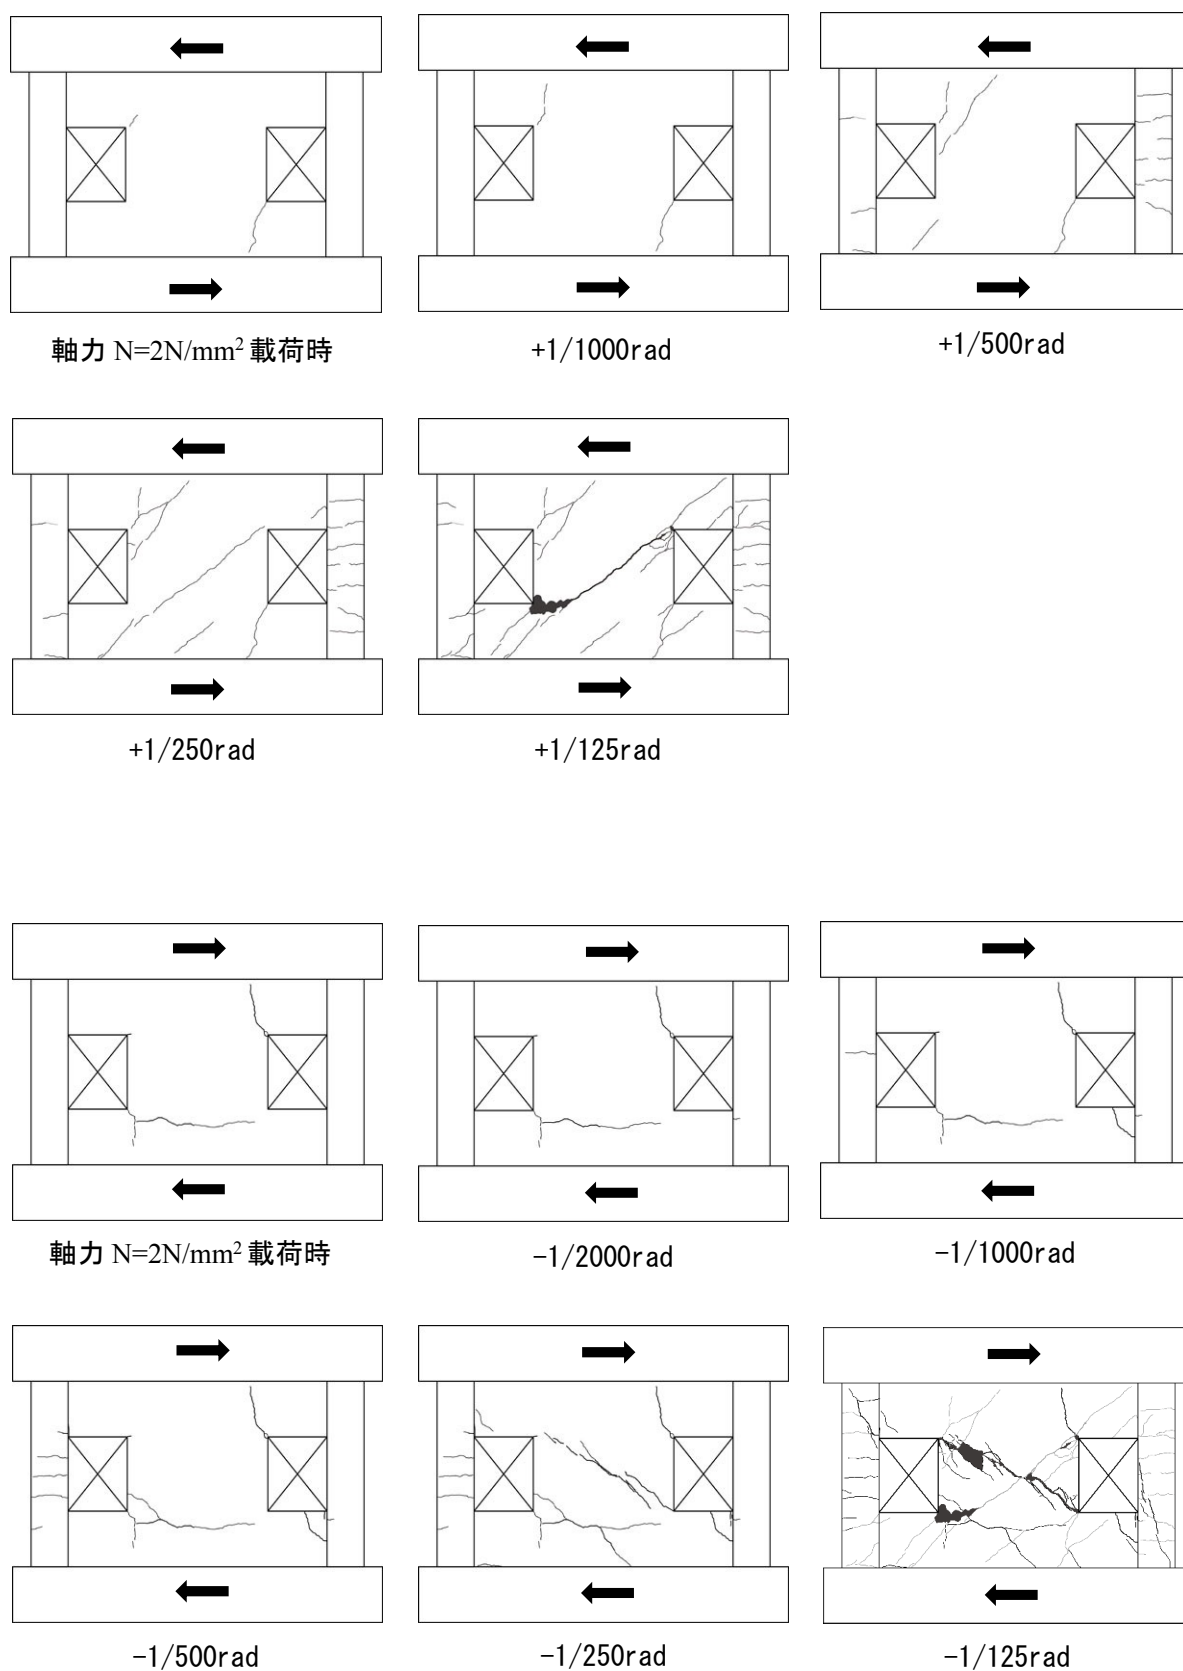 軸力 N=2N/mm² 載荷時
+1/1000rad
+1/500rad
+1/250rad
+1/125rad
軸力 N=2N/mm² 載荷時
-1/2000rad
-1/1000rad
-1/500rad
-1/250rad
-1/125rad